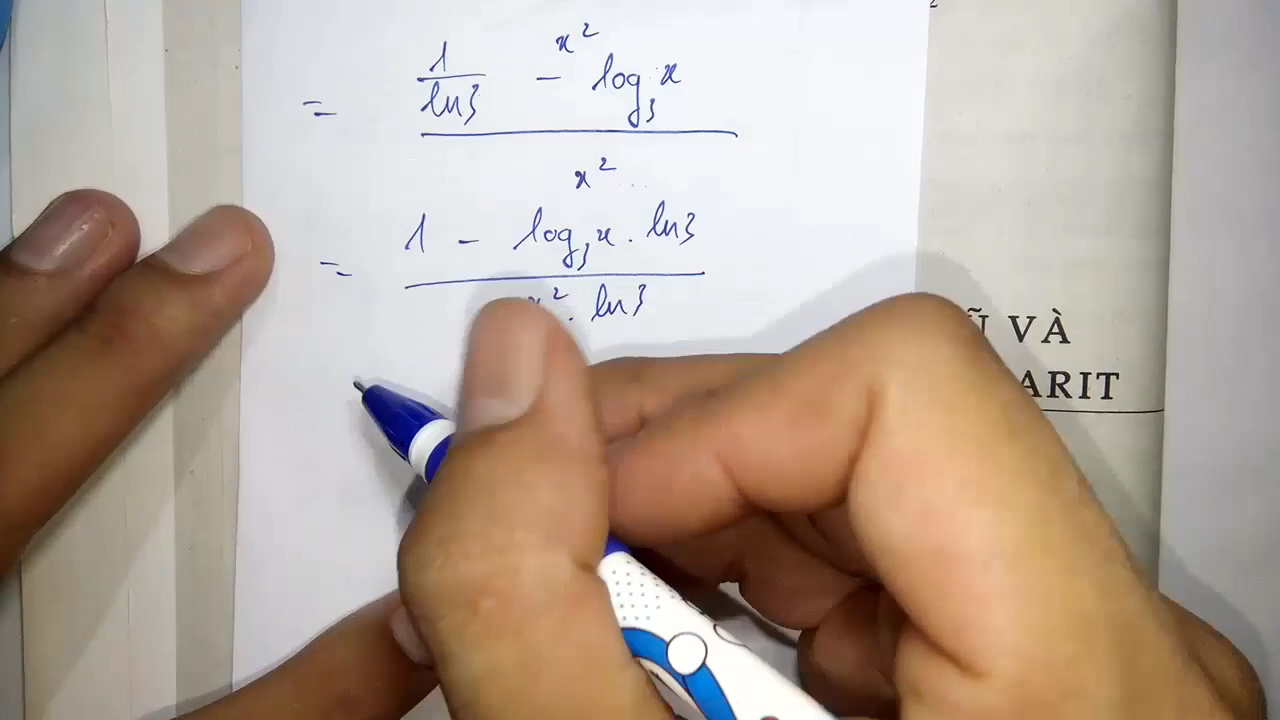 x²
= 1/ln3 - log₃x
x²
= 1 - log₃x . ln3
x² . ln3
VÀ
ARIT